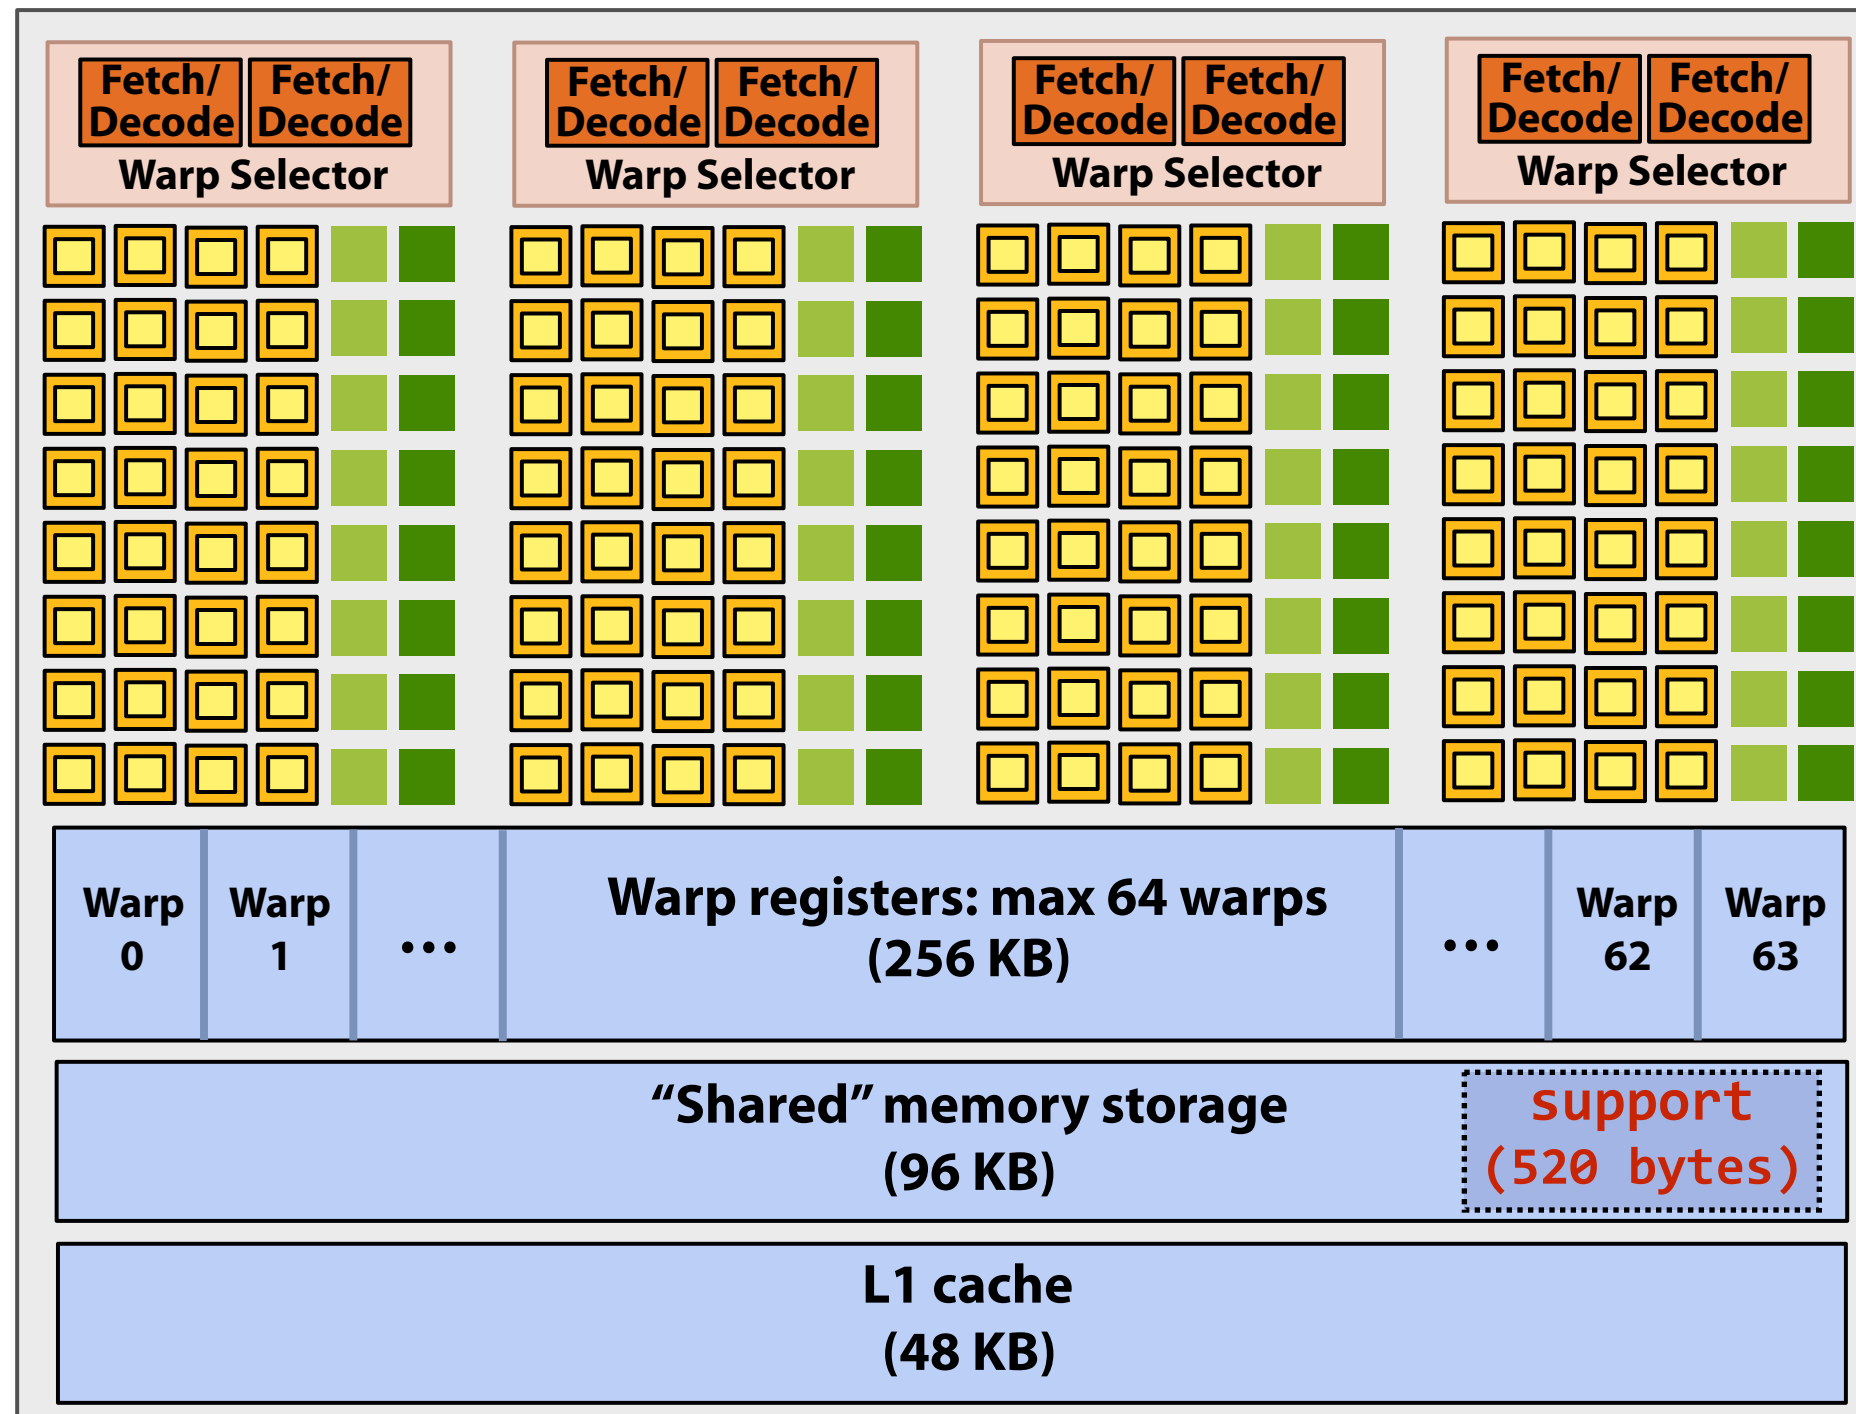 Fetch/ Fetch/ Fetch/ Fetch/ Fetch/ Fetch/ Fetch/ Fetch/
Decode Decode Decode Decode Decode Decode Decode Decode
Warp Selector Warp Selector Warp Selector Warp Selector
Warp
0
Warp
1
...
Warp registers: max 64 warps
(256 KB)
...
Warp
62
Warp
63
“Shared” memory storage
(96 KB)
support
(520 bytes)
L1 cache
(48 KB)